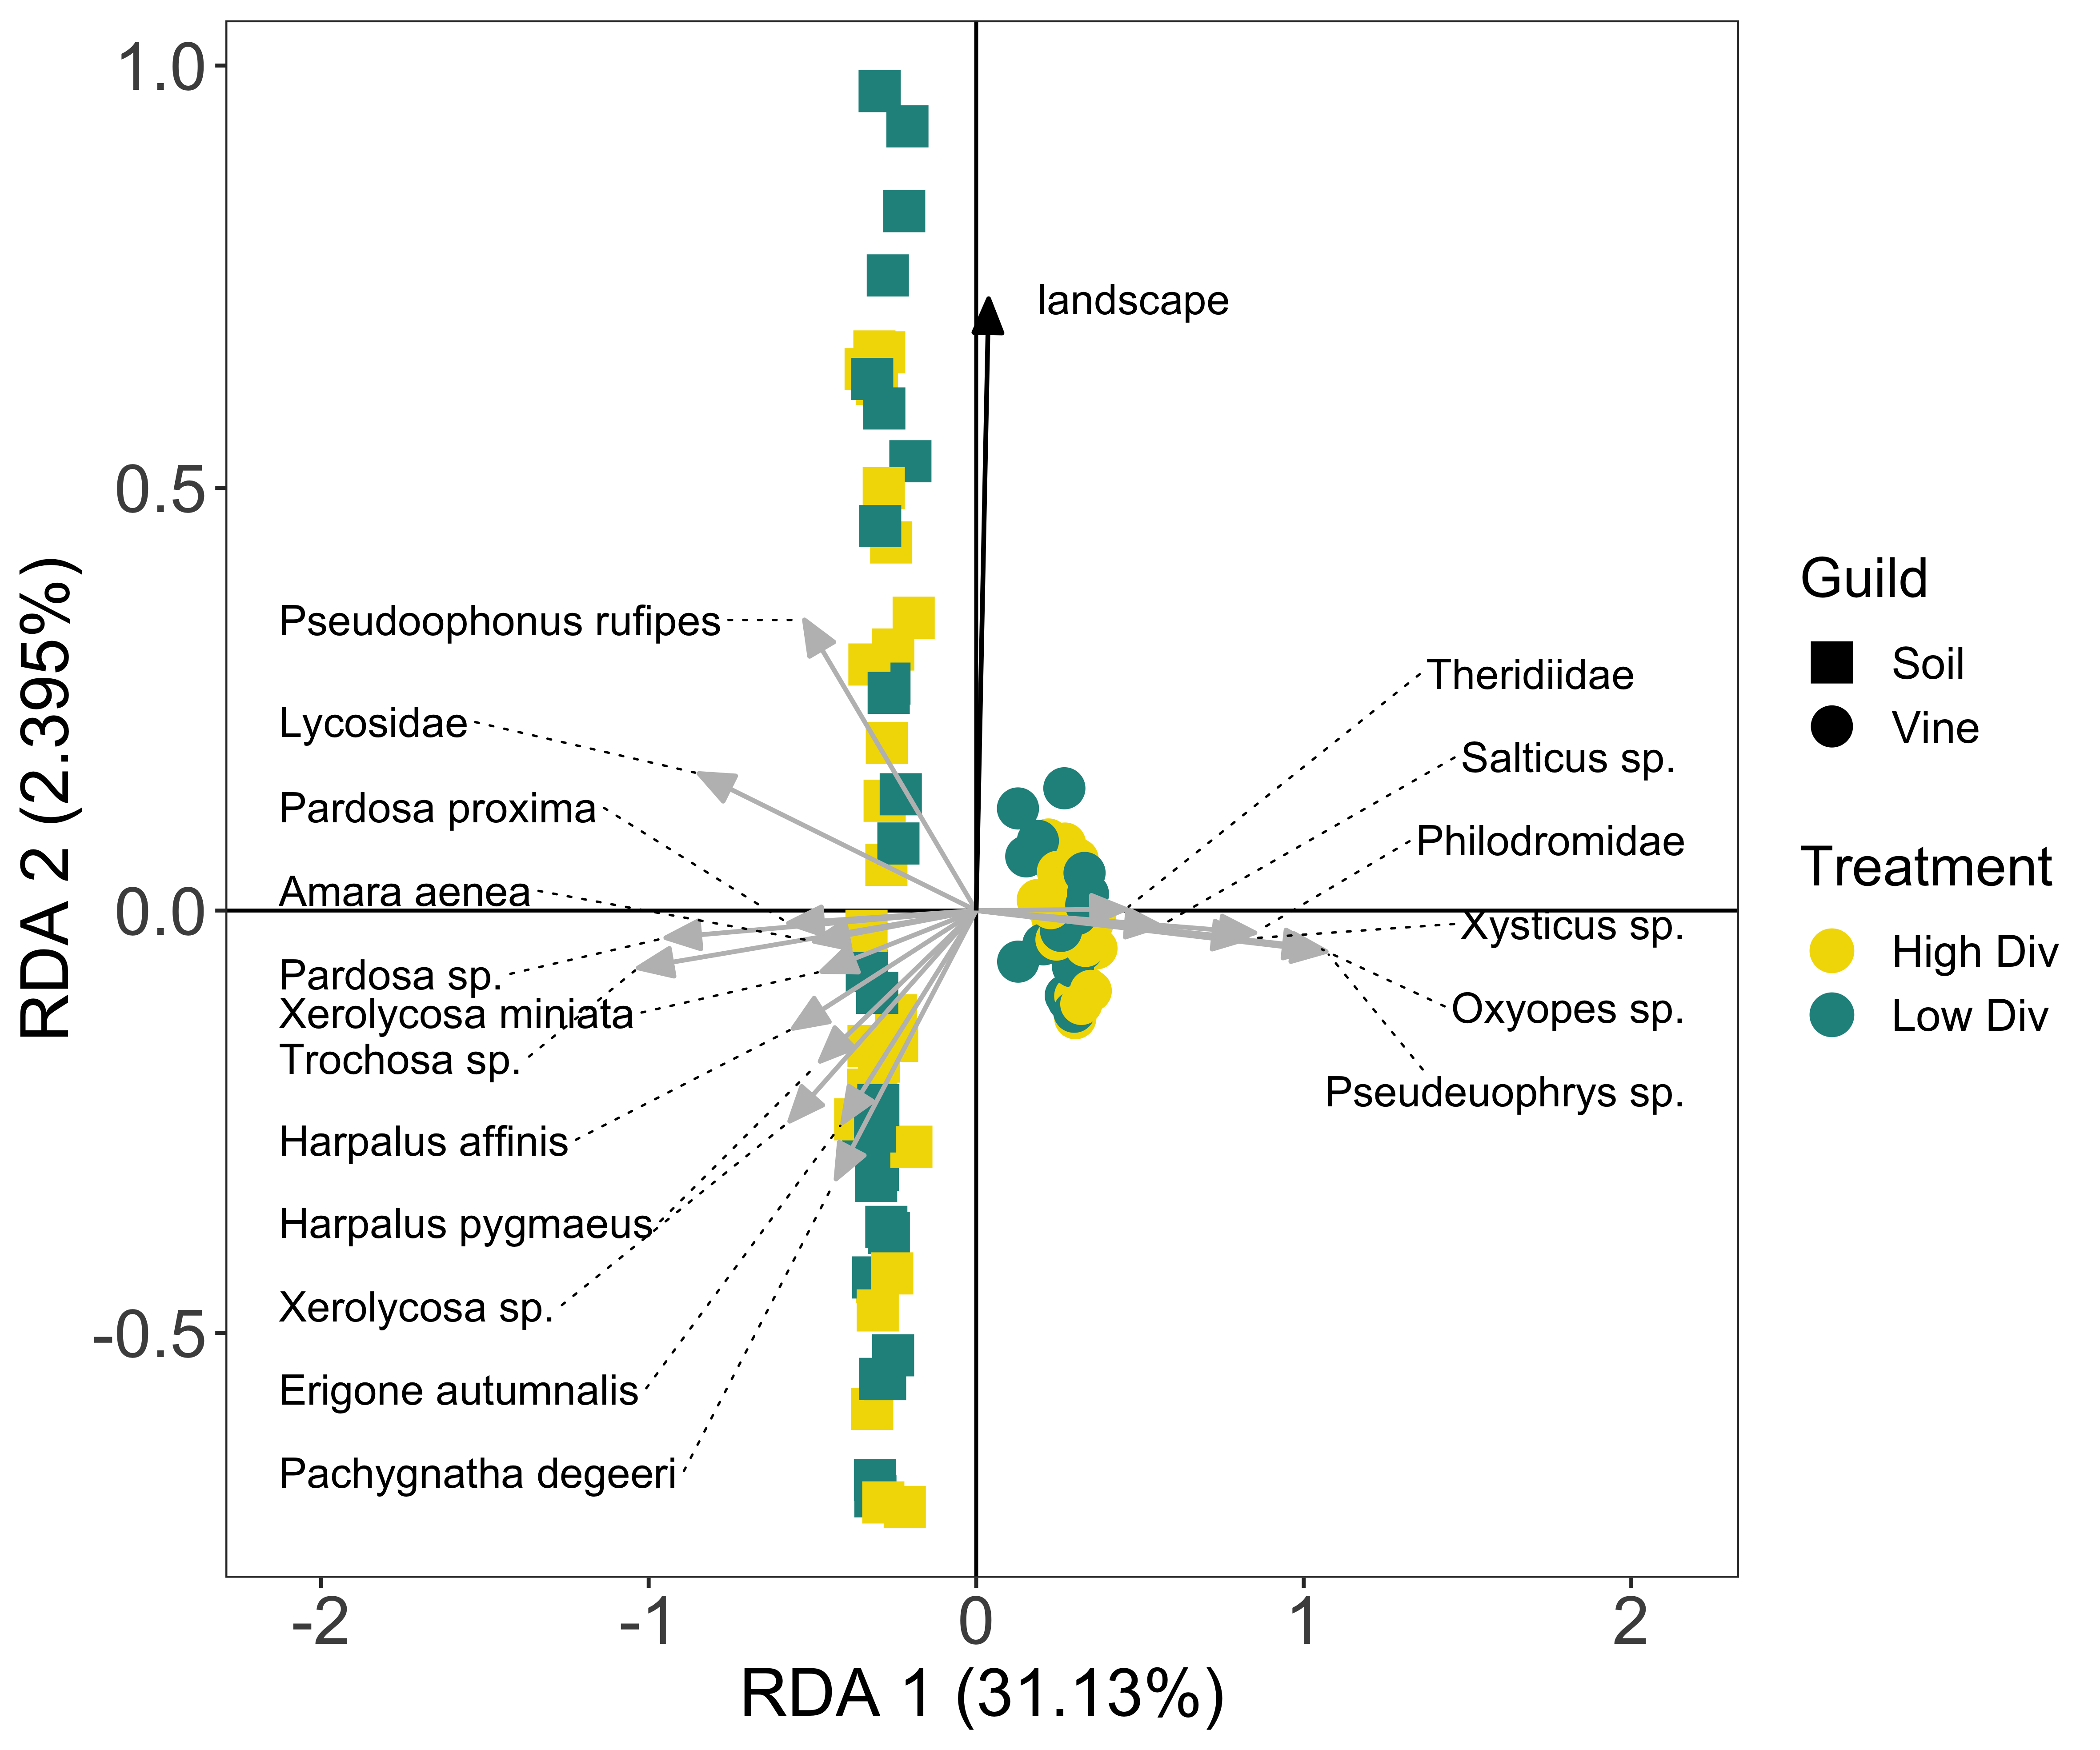 1.0
0.5
0.0
-0.5
RDA 2 (2.395%)
landscape
Pseudoophonus rufipes
Lycosidae
Pardosa proxima
Amara aenea
Pardosa sp.
Xerolycosa miniata
Trochosa sp.
Harpalus affinis
Harpalus pygmaeus
Xerolycosa sp.
Erigone autumnalis
Pachygnatha degeeri
Theridiidae
Salticus sp.
Philodromidae
Xysticus sp.
Oxyopes sp.
Pseudeuophrys sp.
-2
-1
0
1
2
RDA 1 (31.13%)
Guild
Soil
Vine
Treatment
High Div
Low Div